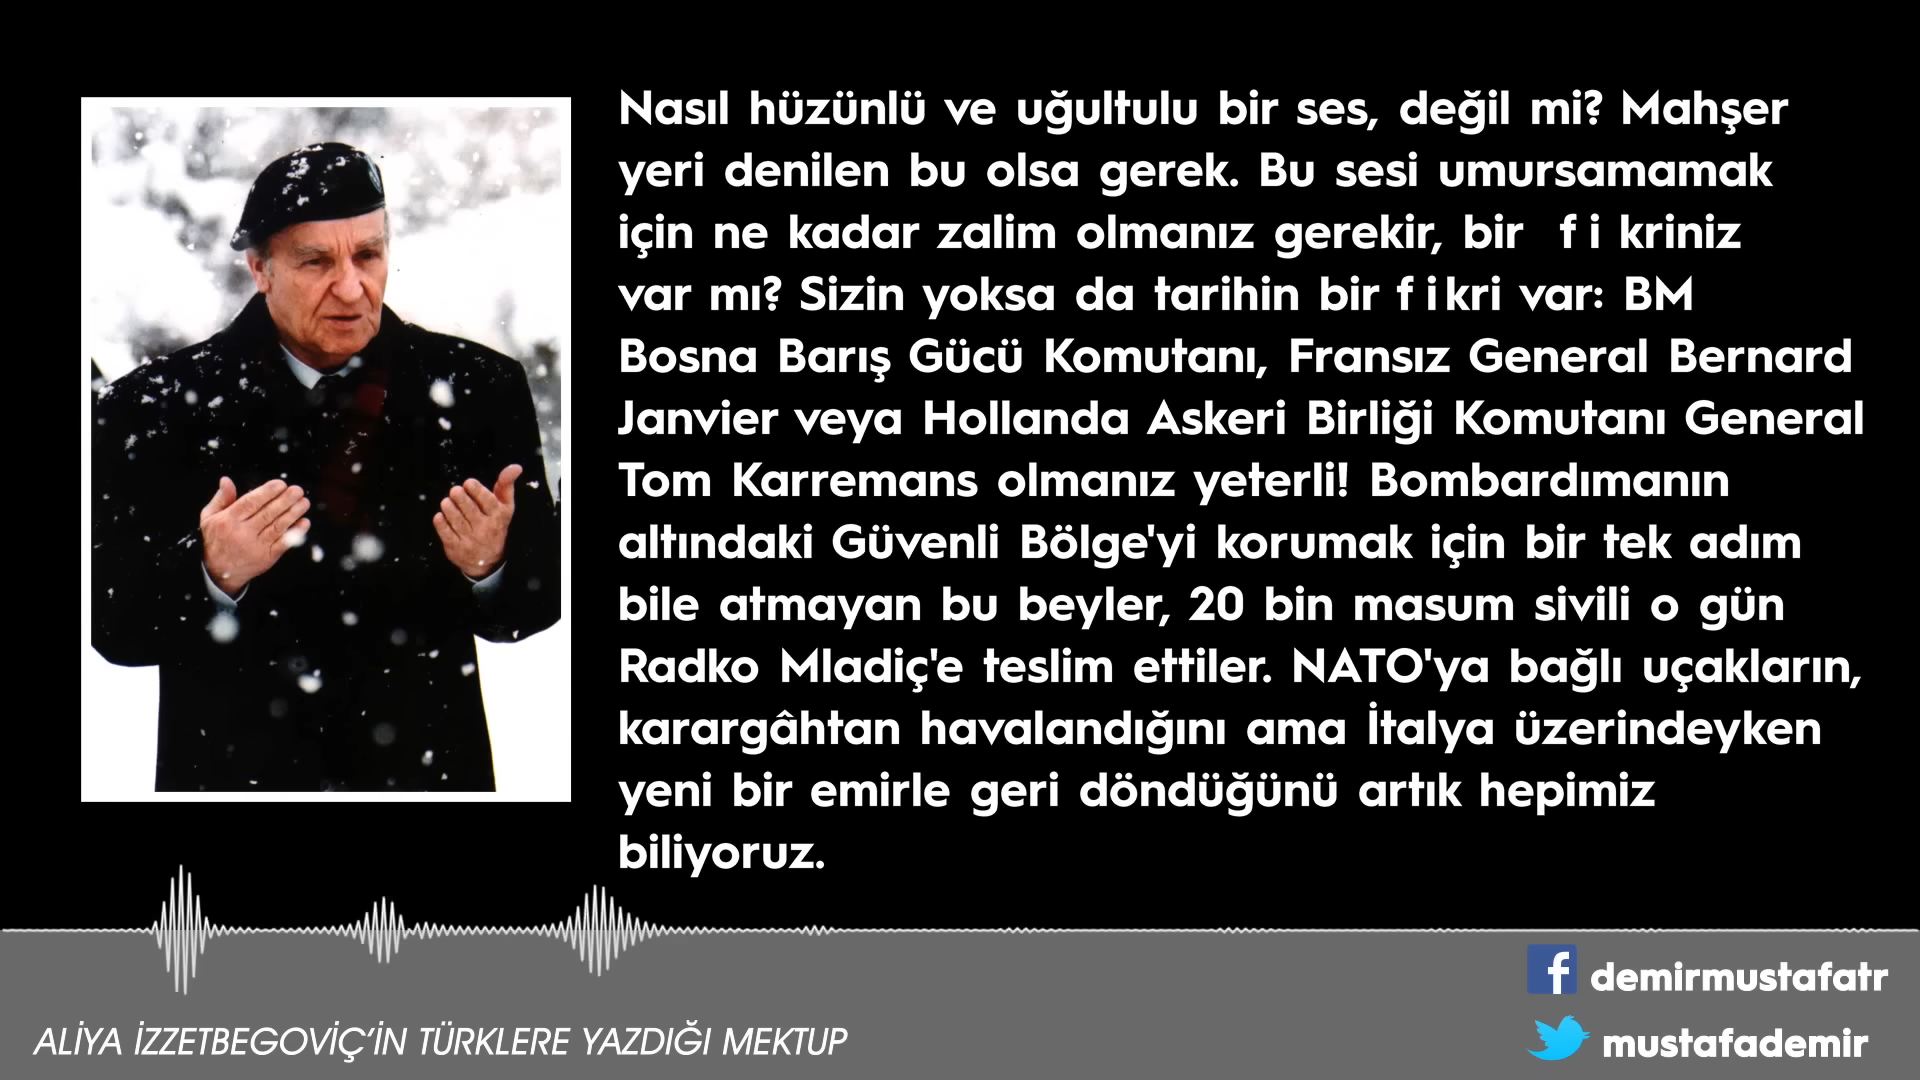 Nasıl hüzünlü ve uğultulu bir ses, değil mi? Mahşer
yeri denilen bu olsa gerek. Bu sesi umursamamak
için ne kadar zalim olmanız gerekir, bir f i kriniz
var mı? Sizin yoksa da tarihin bir f i kri var: BM
Bosna Barış Gücü Komutanı, Fransız General Bernard
Janvier veya Hollanda Askeri Birliği Komutanı General
Tom Karremans olmanız yeterli! Bombardımanın
altındaki Güvenli Bölge'yi korumak için bir tek adım
bile atmayan bu beyler, 20 bin masum sivili o gün
Radko Mladiç'e teslim ettiler. NATO'ya bağlı uçakların,
karargâhtan havalandığını ama İtalya üzerindeyken
yeni bir emirle geri döndüğünü artık hepimiz
biliyoruz.
f demirmustafatr
mustafademir
ALİYA İZZETBEGOVİÇ’İN TÜRKLERE YAZDIĞI MEKTUP